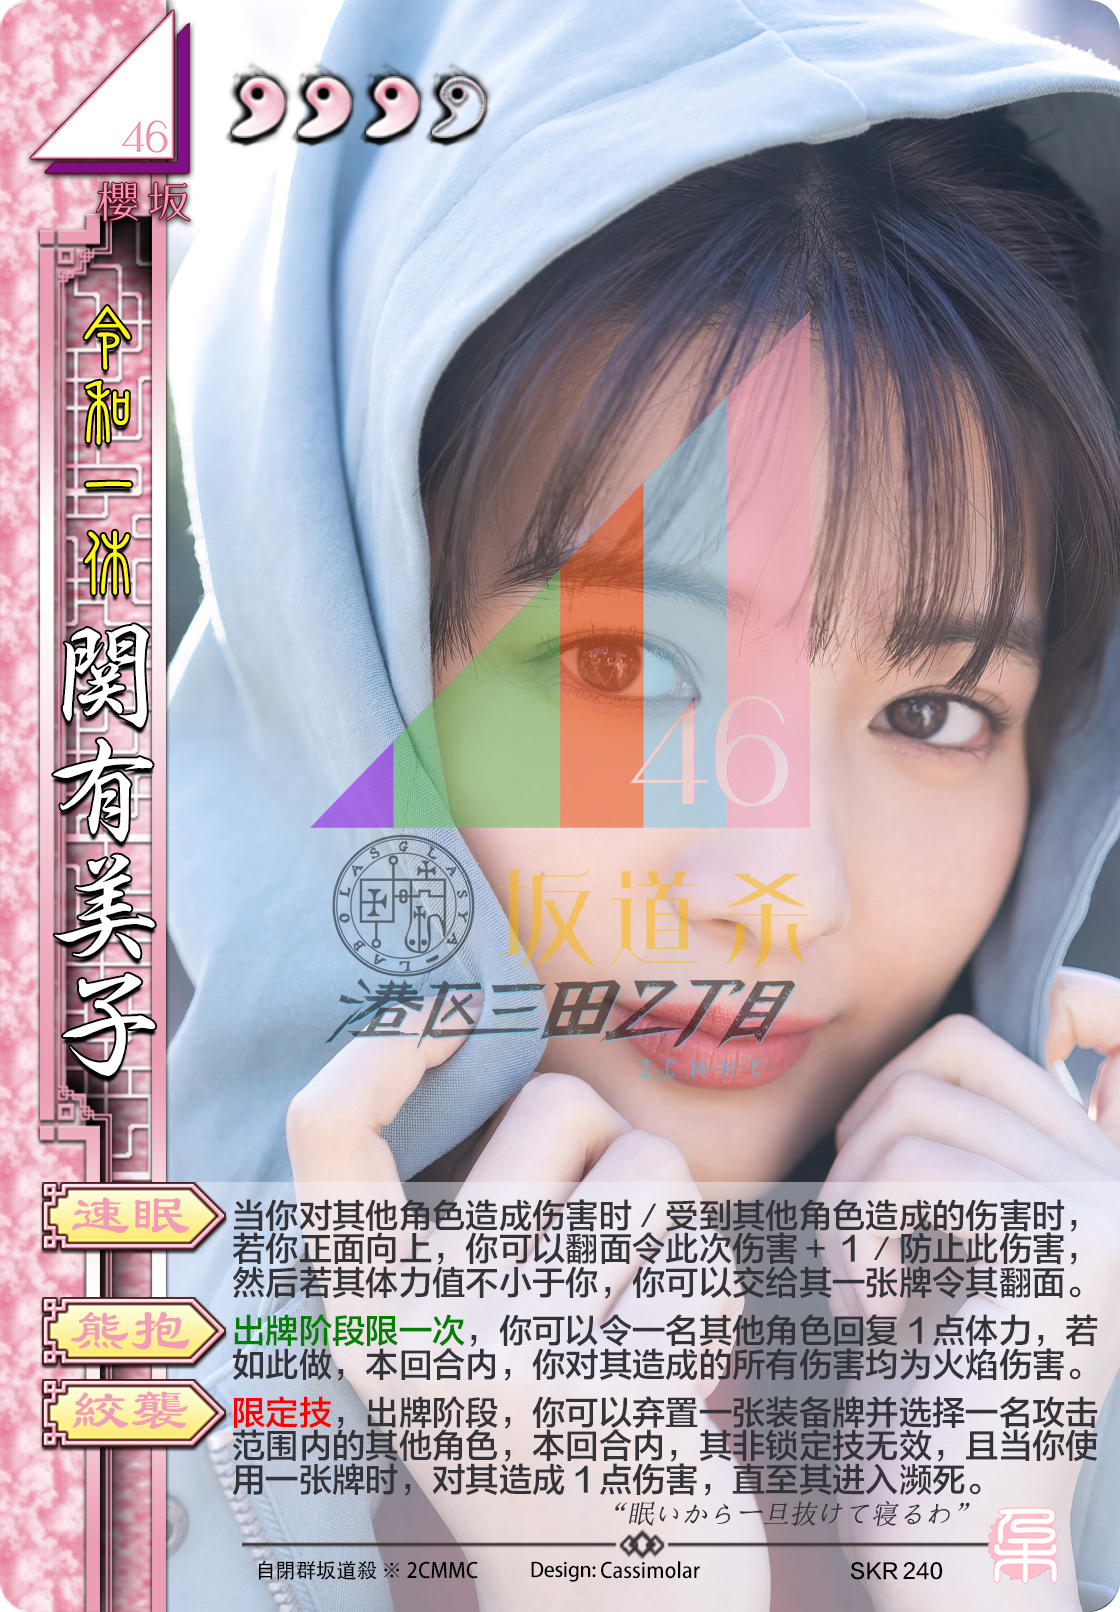 46
櫻坂
令和一休
関有美子
46
GLASYALABOLAS
坂道杀
港区三田乙丁目
2CMMC
速眠
当你对其他角色造成伤害时 / 受到其他角色造成的伤害时，
若你正面向上，你可以翻面令此次伤害 + 1 / 防止此伤害，
然后若其体力值不小于你，你可以交给其一张牌令其翻面。
熊抱
出牌阶段限一次，你可以令一名其他角色回复 1 点体力，若
如此做，本回合内，你对其造成的所有伤害均为火焰伤害。
絞襲
限定技，出牌阶段，你可以弃置一张装备牌并选择一名攻击
范围内的其他角色，本回合内，其非锁定技无效，且当你使
用一张牌时，对其造成 1 点伤害，直至其进入濒死。
“眠いから一旦抜けて寝るわ”
自閉群坂道殺 ※ 2CMMC
Design: Cassimolar
SKR 240